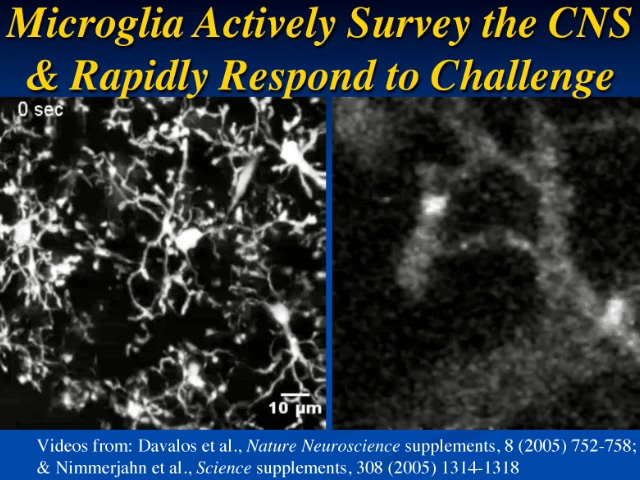 Microglia Actively Survey the CNS
& Rapidly Respond to Challenge
0 sec
10 µm
Videos from: Davalos et al., Nature Neuroscience supplements, 8 (2005) 752-758;
& Nimmerjahn et al., Science supplements, 308 (2005) 1314-1318